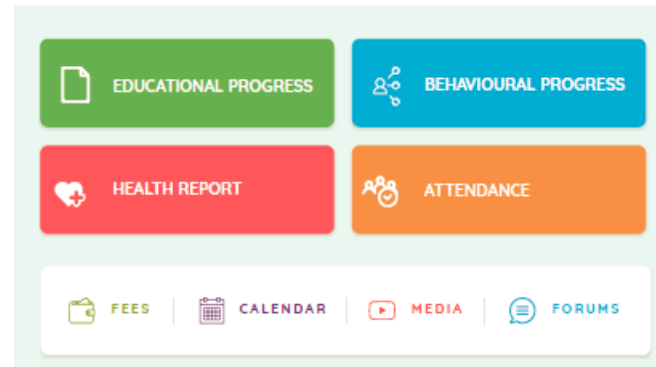 EDUCATIONAL PROGRESS
BEHAVIOURAL PROGRESS
HEALTH REPORT
ATTENDANCE
FEES
CALENDAR
MEDIA
FORUMS